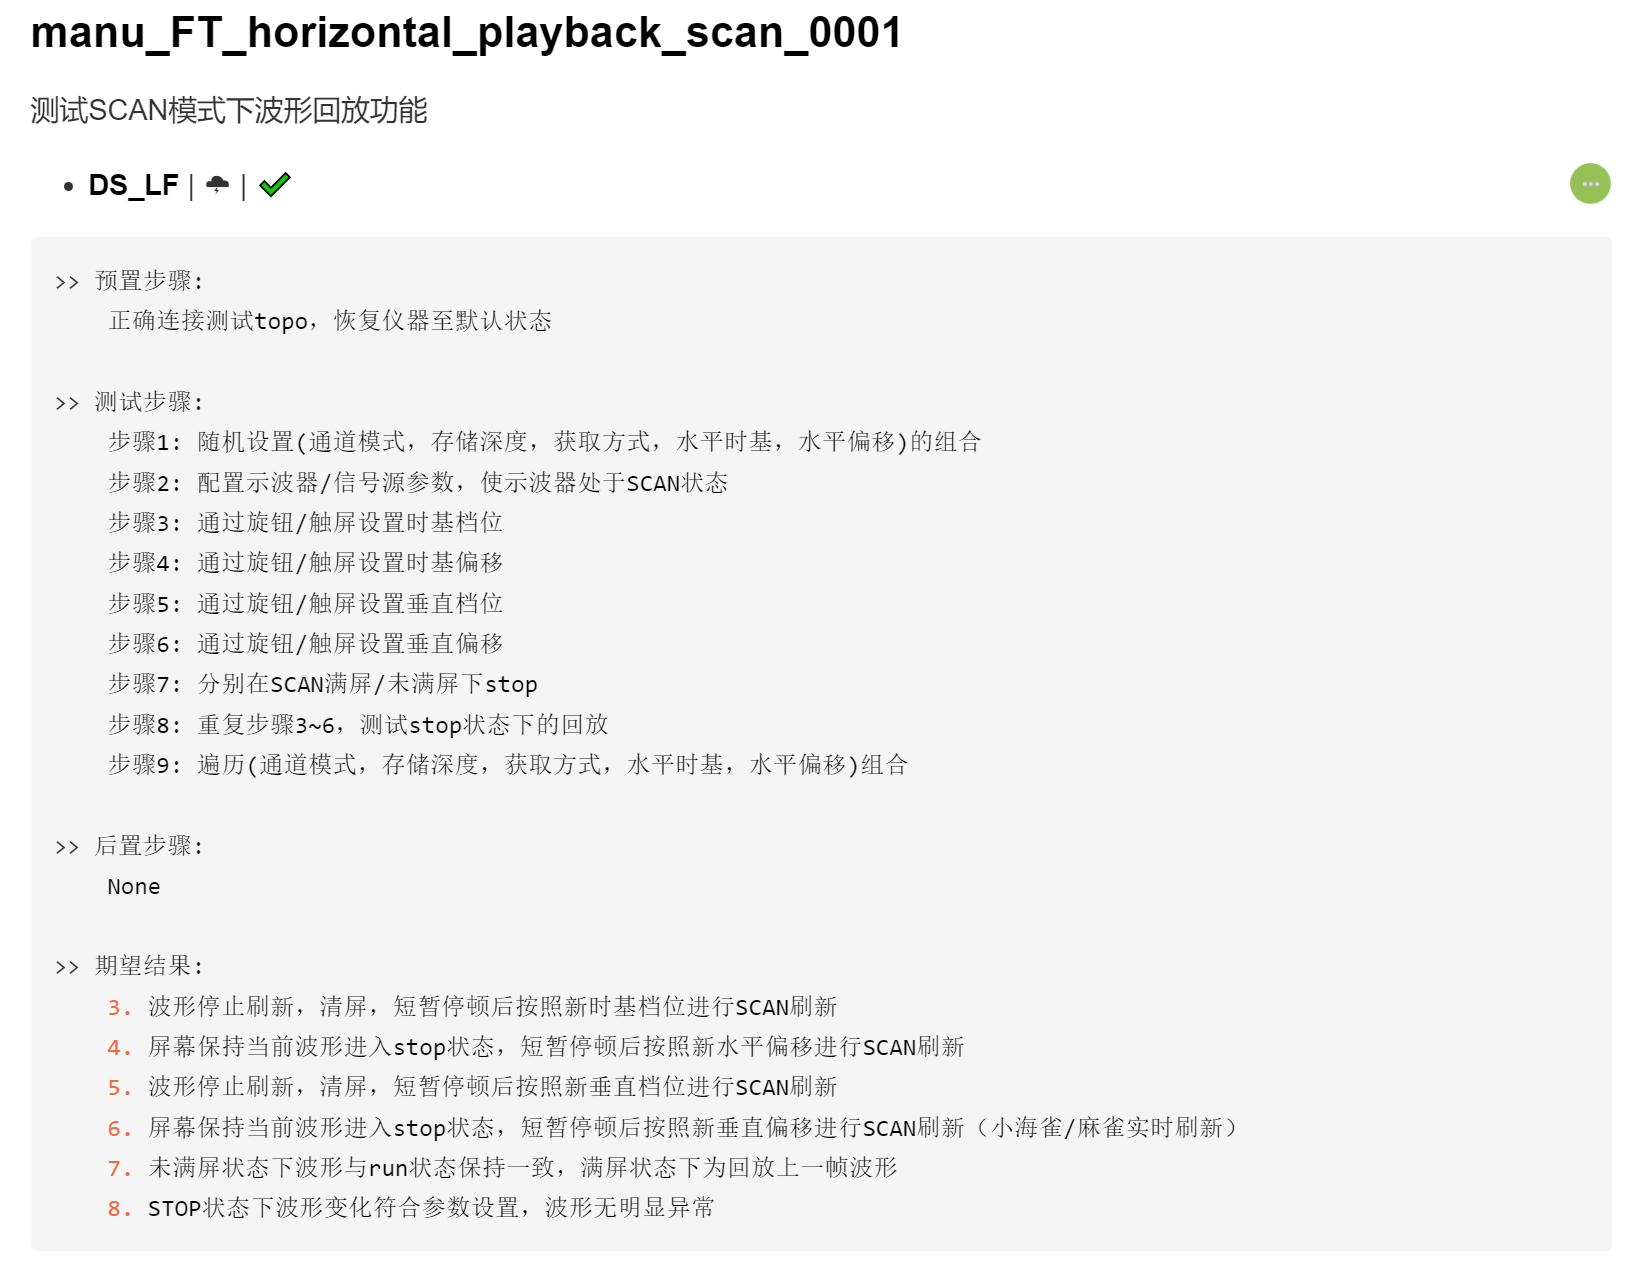 manu_FT_horizontal_playback_scan_0001
测试SCAN模式下波形回放功能
• DS_LF | 🌩 | ✔
>> 预置步骤:
正确连接测试topo，恢复仪器至默认状态
>> 测试步骤:
步骤1: 随机设置(通道模式，存储深度，获取方式，水平时基，水平偏移)的组合
步骤2: 配置示波器/信号源参数，使示波器处于SCAN状态
步骤3: 通过旋钮/触屏设置时基档位
步骤4: 通过旋钮/触屏设置时基偏移
步骤5: 通过旋钮/触屏设置垂直档位
步骤6: 通过旋钮/触屏设置垂直偏移
步骤7: 分别在SCAN满屏/未满屏下stop
步骤8: 重复步骤3~6，测试stop状态下的回放
步骤9: 遍历(通道模式，存储深度，获取方式，水平时基，水平偏移)组合
>> 后置步骤:
None
>> 期望结果:
3. 波形停止刷新，清屏，短暂停顿后按照新时基档位进行SCAN刷新
4. 屏幕保持当前波形进入stop状态，短暂停顿后按照新水平偏移进行SCAN刷新
5. 波形停止刷新，清屏，短暂停顿后按照新垂直档位进行SCAN刷新
6. 屏幕保持当前波形进入stop状态，短暂停顿后按照新垂直偏移进行SCAN刷新（小海雀/麻雀实时刷新）
7. 未满屏状态下波形与run状态保持一致，满屏状态下为回放上一帧波形
8. STOP状态下波形变化符合参数设置，波形无明显异常